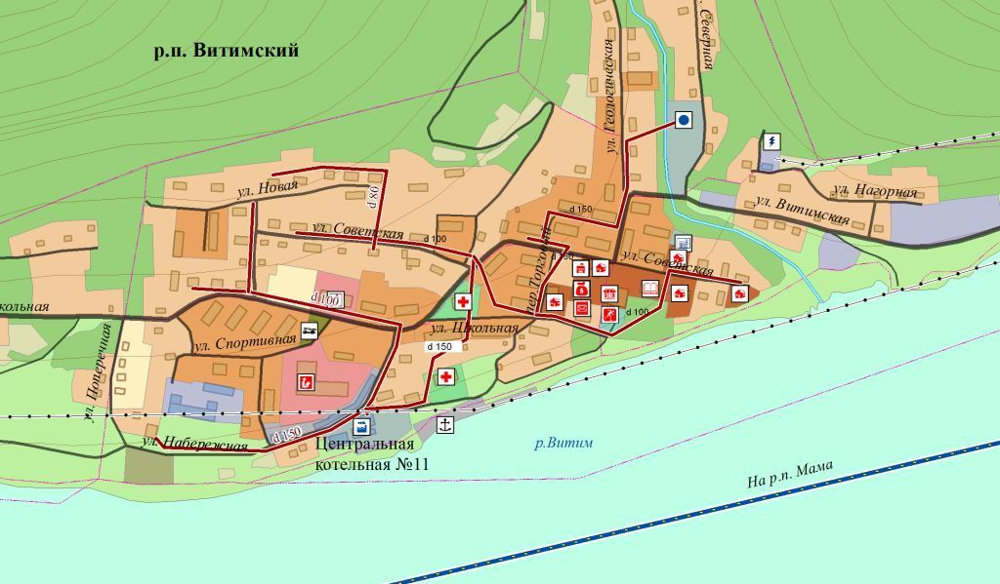 р.п. Витимский
ул. Северная
ул. Геологическая
ул. Новая
d 80
ул. Нагорная
ул. Витимская
d 150
ул. Советская
d 100
d 150
ул. Советская
пер. Торговый
d 100
d 100
кольная
ул. Школьная
ул. Спортивная
d 150
ул. Поперечная
d 150
ул. Набережная
Центральная
котельная №11
р.Витим
На р.п. Мама